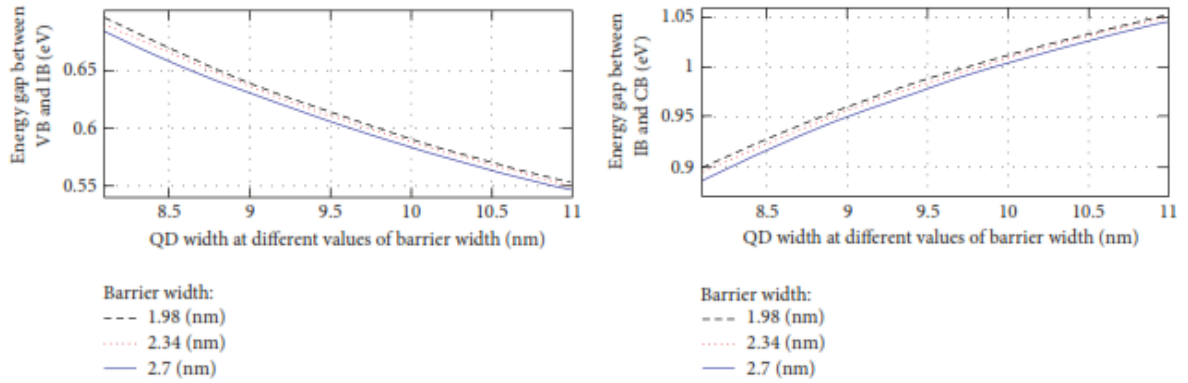 Energy gap between
VB and IB (eV)
0.65
0.6
0.55
8.5 9 9.5 10 10.5 11
QD width at different values of barrier width (nm)
Barrier width:
1.98 (nm)
2.34 (nm)
2.7 (nm)
Energy gap between
IB and CB (eV)
1.05
1
0.95
0.9
8.5 9 9.5 10 10.5 11
QD width at different values of barrier width (nm)
Barrier width:
1.98 (nm)
2.34 (nm)
2.7 (nm)